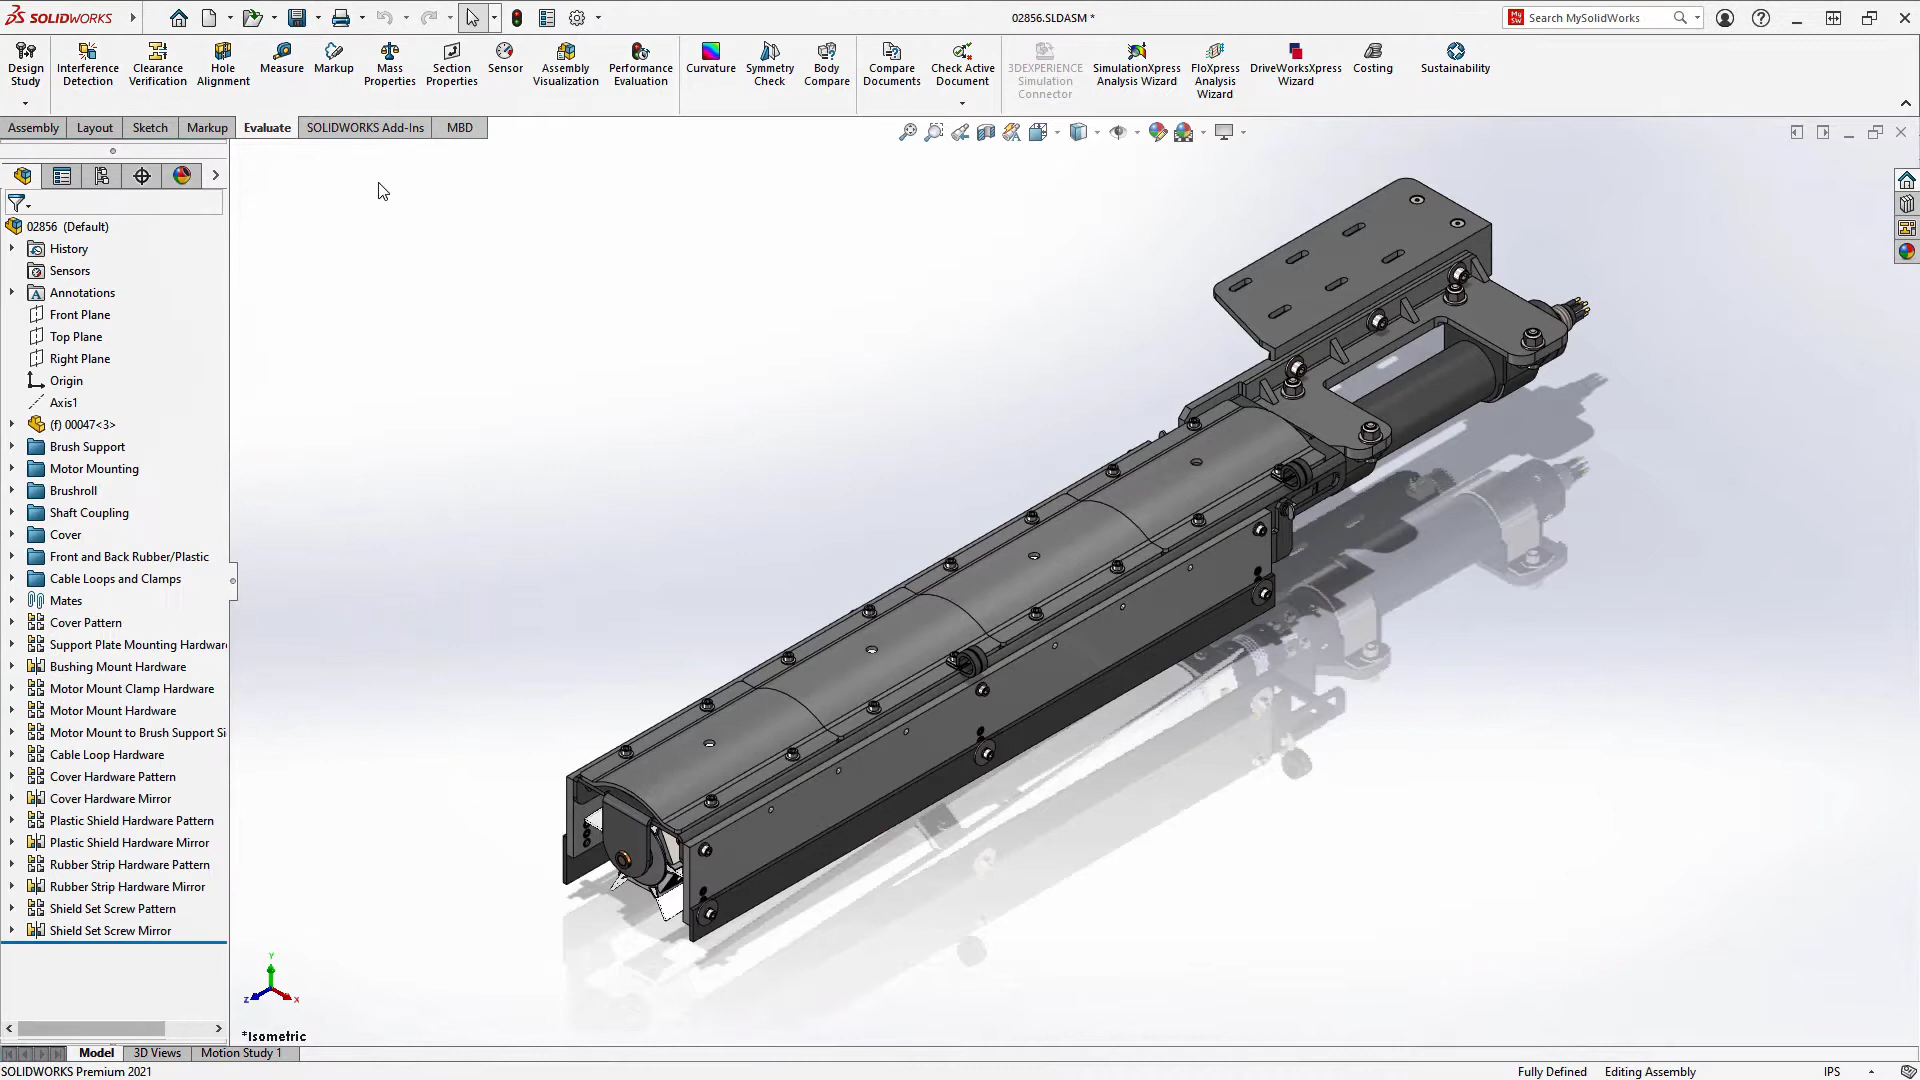 SOLIDWORKS
02856.SLDASM *
Search MySolidWorks
Design Study
Interference Detection
Clearance Verification
Hole Alignment
Measure
Markup
Mass Properties
Section Properties
Sensor
Assembly Visualization
Performance Evaluation
Curvature
Symmetry Check
Body Compare
Compare Documents
Check Active Document
3DEXPERIENCE Simulation Connector
SimulationXpress Analysis Wizard
FloXpress Analysis Wizard
DriveWorksXpress Wizard
Costing
Sustainability
Assembly
Layout
Sketch
Markup
Evaluate
SOLIDWORKS Add-Ins
MBD
02856 (Default)
History
Sensors
Annotations
Front Plane
Top Plane
Right Plane
Origin
Axis1
(f) 00047<3>
Brush Support
Motor Mounting
Brushroll
Shaft Coupling
Cover
Front and Back Rubber/Plastic
Cable Loops and Clamps
Mates
Cover Pattern
Support Plate Mounting Hardwar
Bushing Mount Hardware
Motor Mount Clamp Hardware
Motor Mount Hardware
Motor Mount to Brush Support Si
Cable Loop Hardware
Cover Hardware Pattern
Cover Hardware Mirror
Plastic Shield Hardware Pattern
Plastic Shield Hardware Mirror
Rubber Strip Hardware Pattern
Rubber Strip Hardware Mirror
Shield Set Screw Pattern
Shield Set Screw Mirror
Y
Z
X
*Isometric
Model
3D Views
Motion Study 1
SOLIDWORKS Premium 2021
Fully Defined
Editing Assembly
IPS